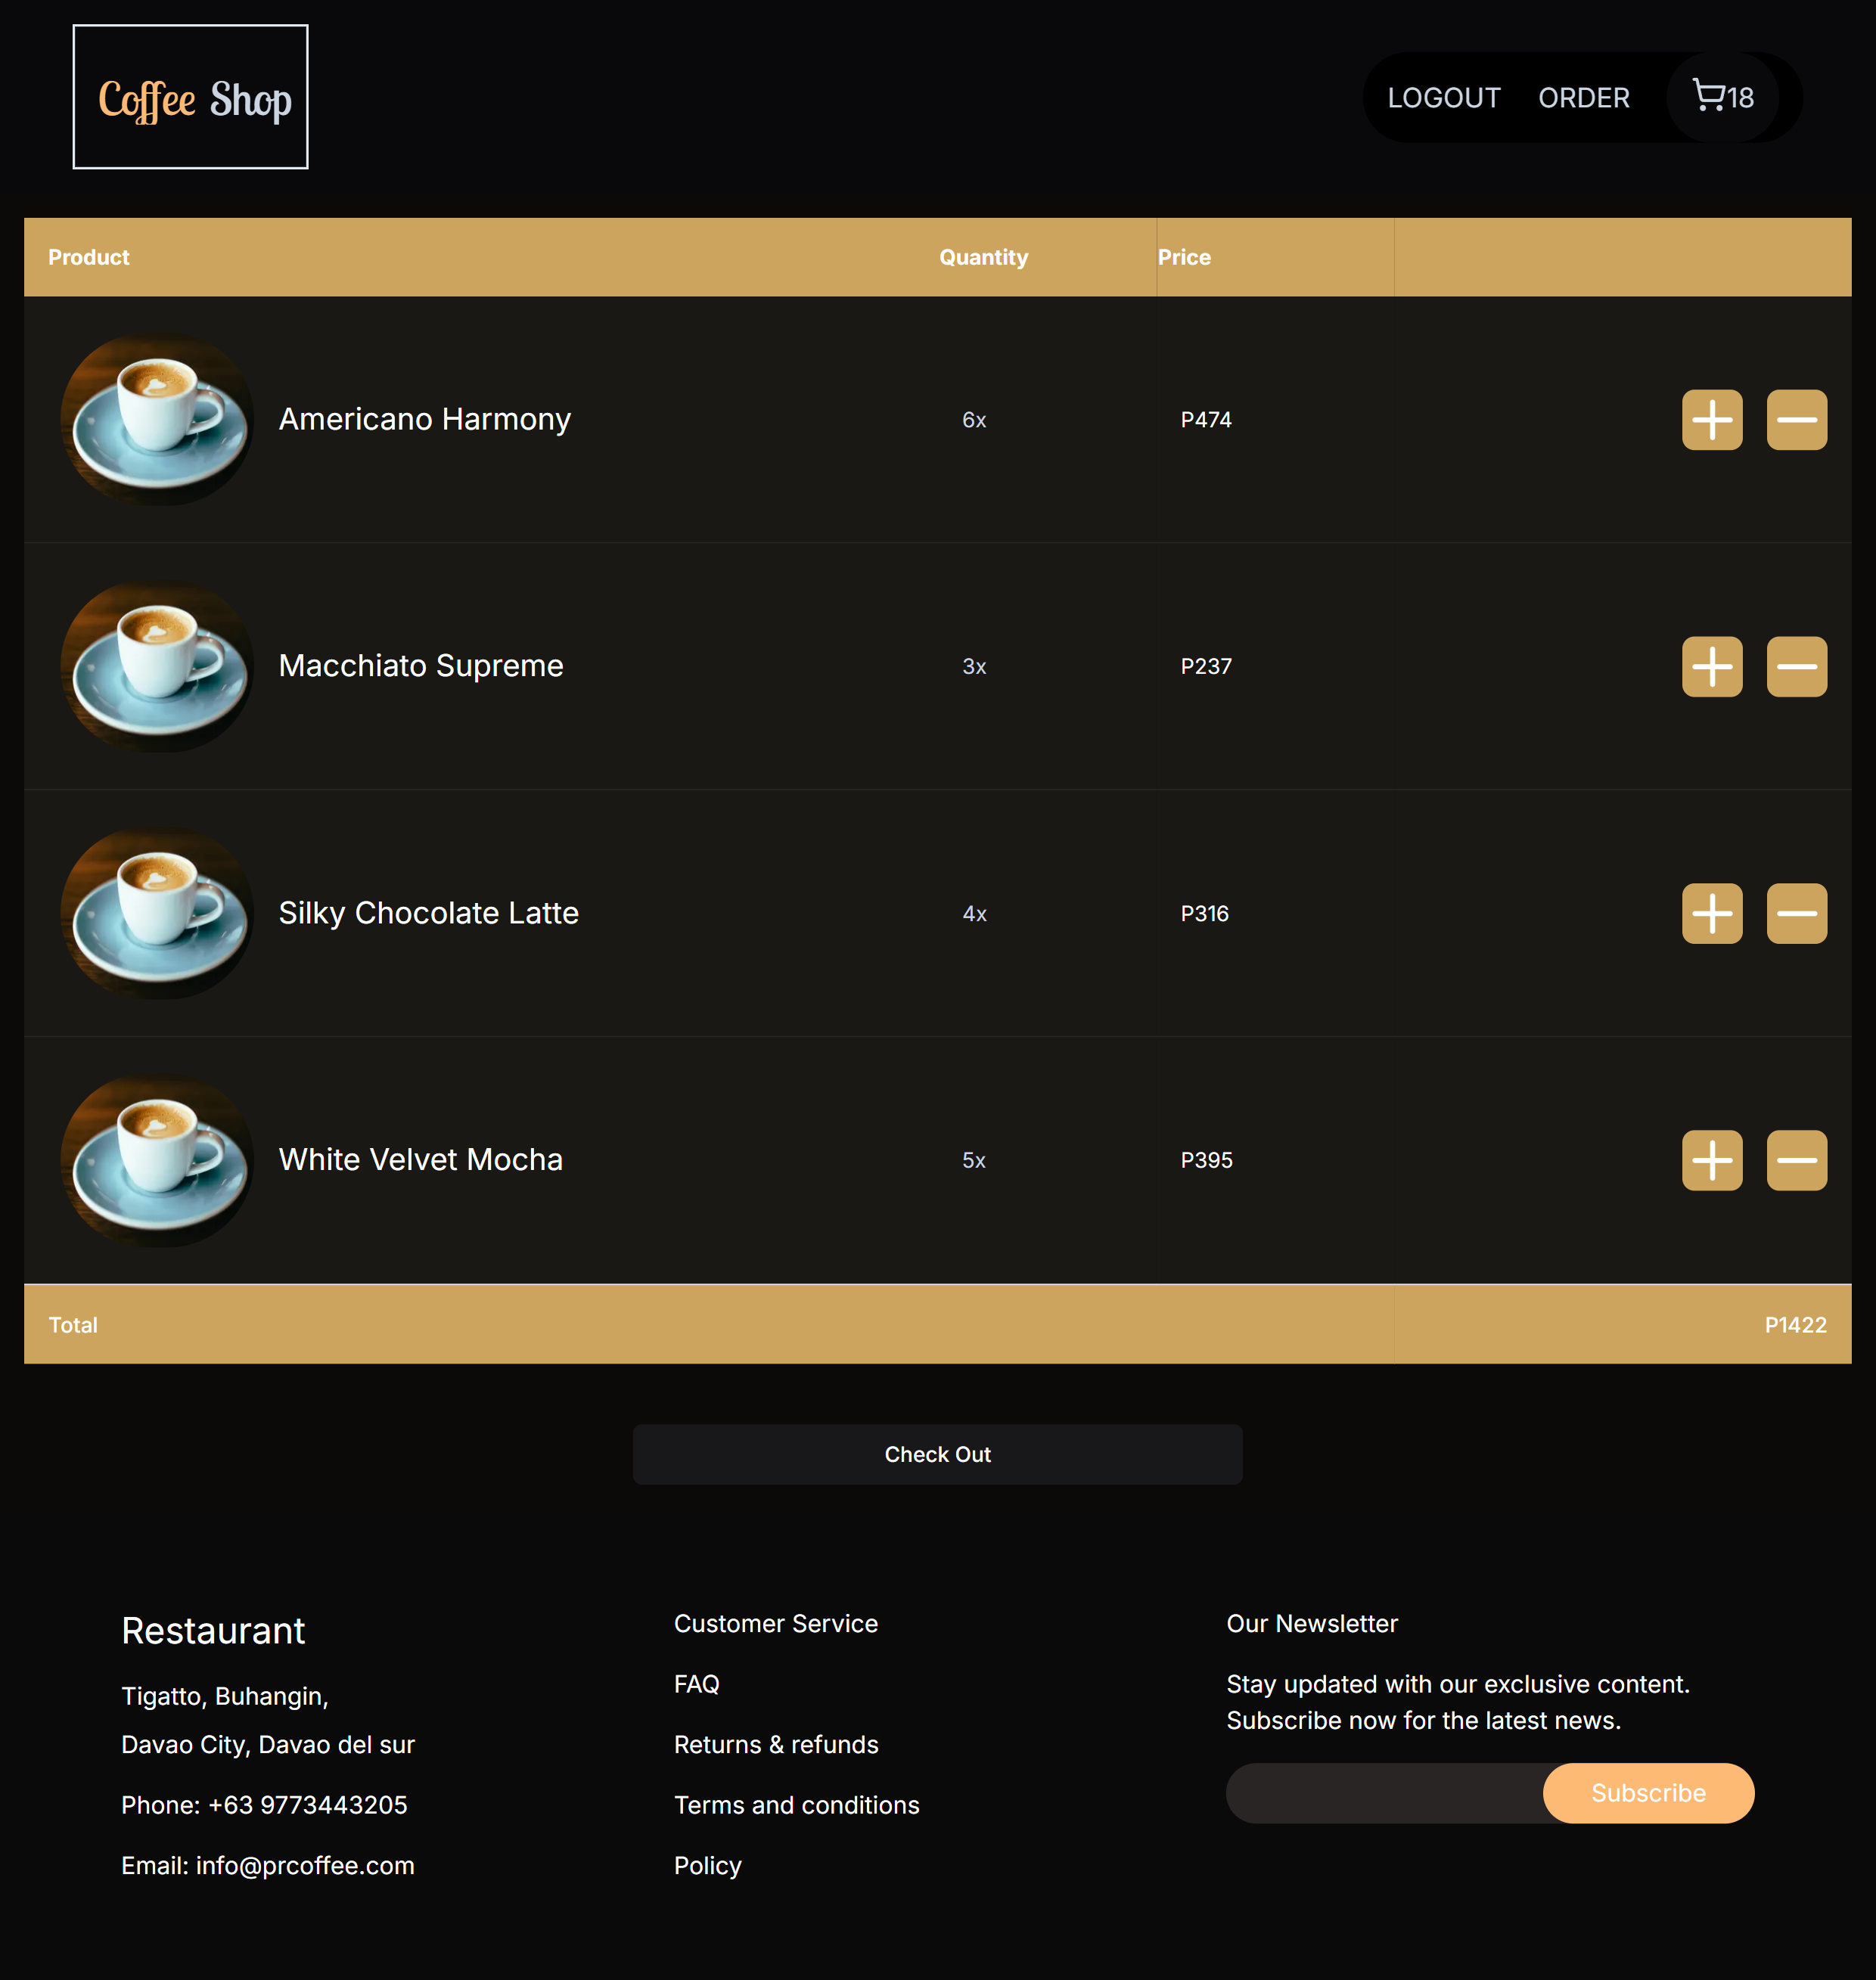 Coffee Shop
LOGOUT ORDER 18
Product Quantity Price
Americano Harmony 6x P474
Macchiato Supreme 3x P237
Silky Chocolate Latte 4x P316
White Velvet Mocha 5x P395
Total P1422
Check Out
Restaurant
Tigatto, Buhangin,
Davao City, Davao del sur
Phone: +63 9773443205
Email: info@prcoffee.com
Customer Service
FAQ
Returns & refunds
Terms and conditions
Policy
Our Newsletter
Stay updated with our exclusive content.
Subscribe now for the latest news.
Subscribe